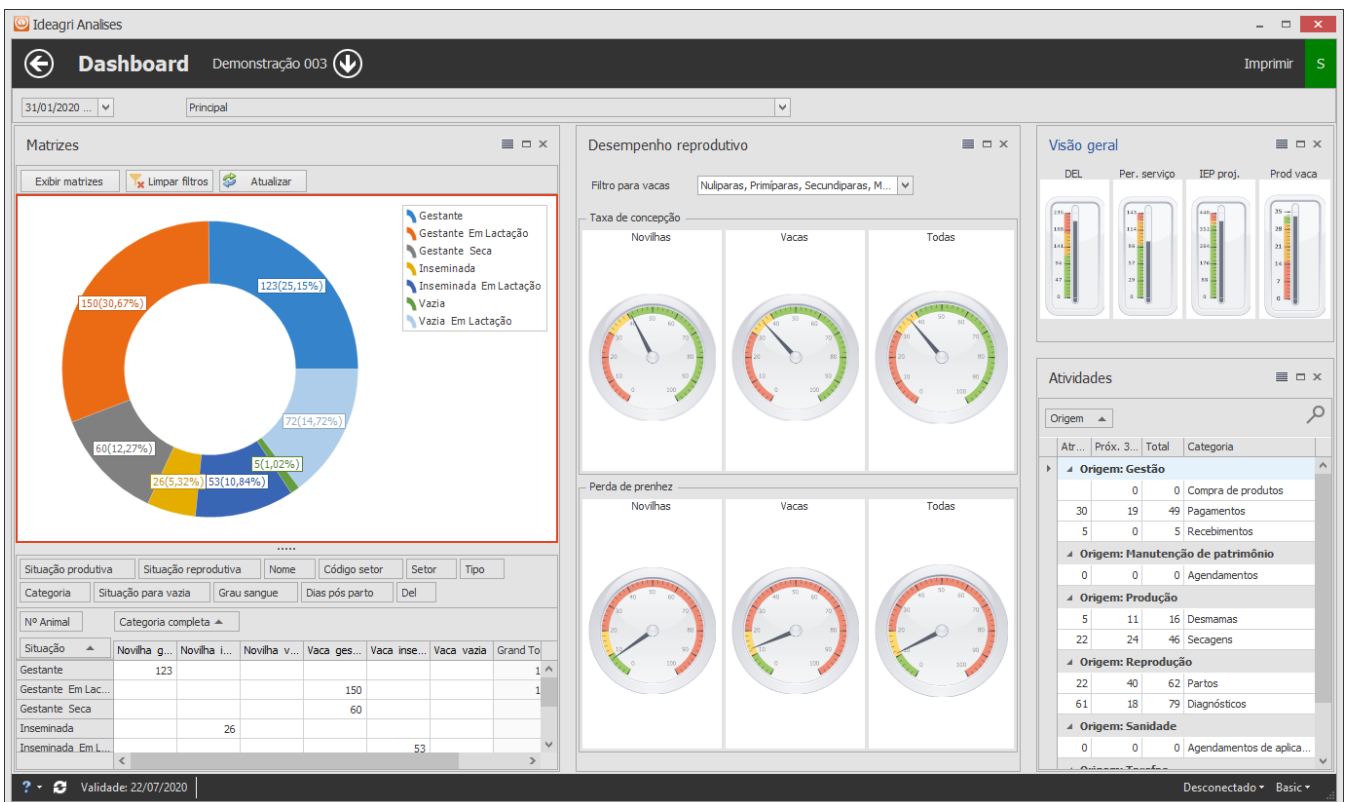 Ideagri Analises
Dashboard Demonstração 003 Imprimir S
31/01/2020 ... Principal
Matrizes
Exibir matrizes Limpar filtros Atualizar
Gestante
Gestante Em Lactação
Gestante Seca
Inseminada
Inseminada Em Lactação
Vazia
Vazia Em Lactação
123(25,15%)
150(30,67%)
72(14,72%)
60(12,27%)
5(1,02%)
26(5,32%) 53(10,84%)
Situação produtiva Situação reprodutiva Nome Código setor Setor Tipo
Categoria Situação para vazia Grau sangue Dias pós parto Del
Nº Animal Categoria completa
Situação Novilha g... Novilha i... Novilha v... Vaca ges... Vaca inse... Vaca vazia Grand To
Gestante 123 1
Gestante Em Lac... 150 1
Gestante Seca 60
Inseminada 26
Inseminada Em L... 53
Desempenho reprodutivo
Filtro para vacas Nuliparas, Primíparas, Secundiparas, M...
Taxa de concepção
Novilhas Vacas Todas
Perda de prenhez
Novilhas Vacas Todas
Visão geral
DEL Per. serviço IEP proj. Prod vaca
Atividades
Origem
Atr... Próx. 3... Total Categoria
Origem: Gestão
0 0 Compra de produtos
30 19 49 Pagamentos
5 0 5 Recebimentos
Origem: Manutenção de patrimônio
0 0 0 Agendamentos
Origem: Produção
5 11 16 Desmamas
22 24 46 Secagens
Origem: Reprodução
22 40 62 Partos
61 18 79 Diagnósticos
Origem: Sanidade
0 0 0 Agendamentos de aplica...
? Validade: 22/07/2020 Desconectado Basic